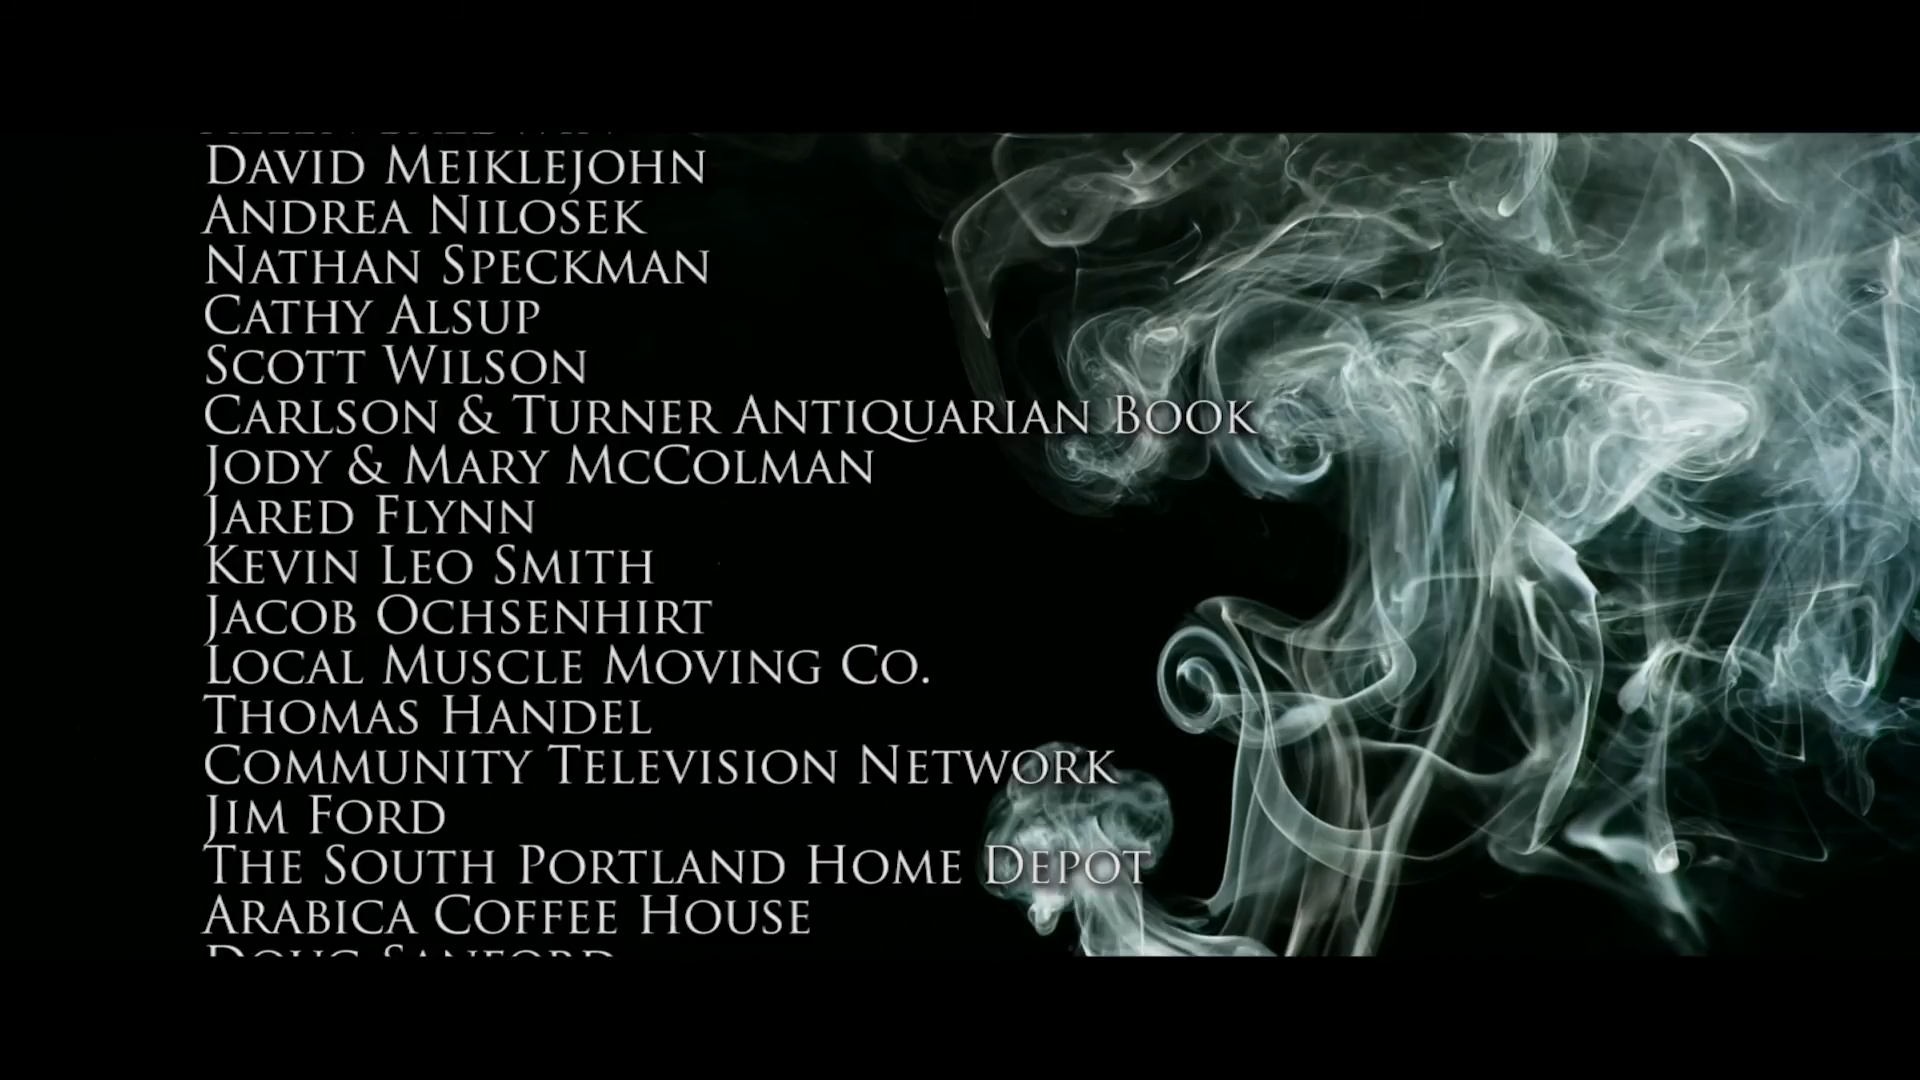 David Meiklejohn
Andrea Nilosek
Nathan Speckman
Cathy Alsup
Scott Wilson
Carlson & Turner Antiquarian Book
Jody & Mary McColman
Jared Flynn
Kevin Leo Smith
Jacob Ochsenhirt
Local Muscle Moving Co.
Thomas Handel
Community Television Network
Jim Ford
The South Portland Home Depot
Arabica Coffee House
Doug Sanford